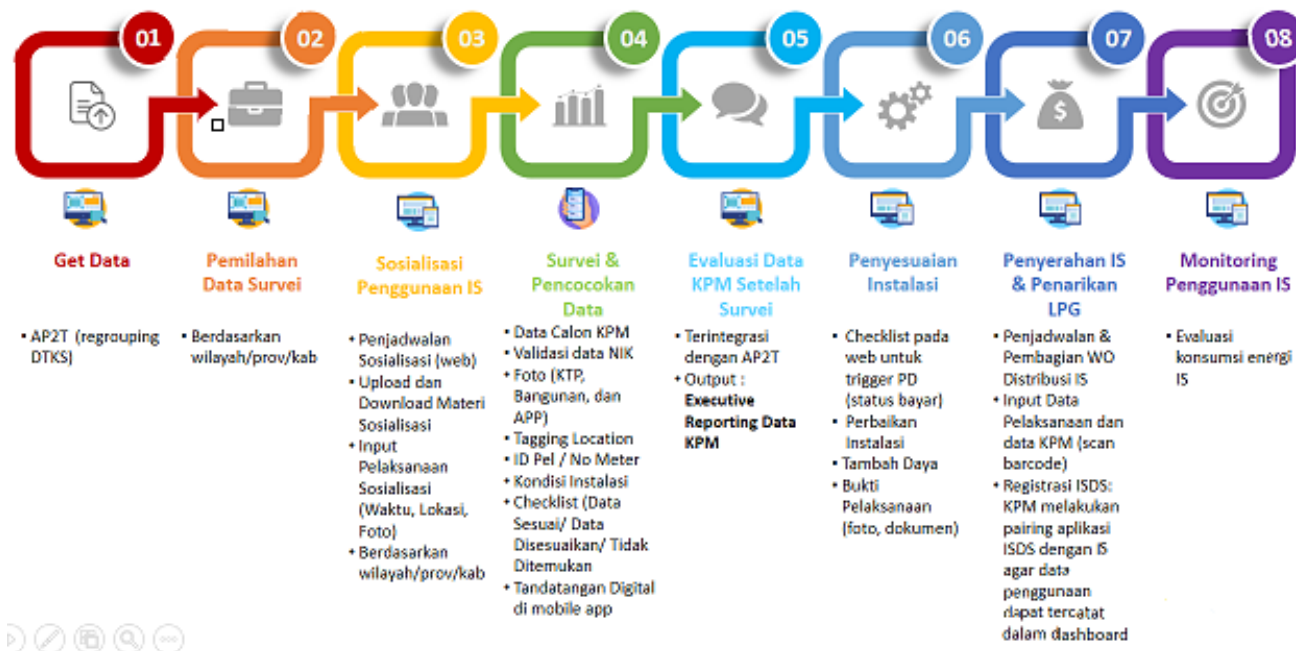 01
02
03
04
05
06
07
08
Get Data
• AP2T (regrouping
DTKS)
Pemilahan
Data Survei
• Berdasarkan
wilayah/prov/kab
Sosialisasi
Penggunaan IS
• Penjadwalan
Sosialisasi (web)
• Upload dan
Download Materi
Sosialisasi
• Input
Pelaksanaan
Sosialisasi
(Waktu, Lokasi,
Foto)
• Berdasarkan
wilayah/prov/kab
Survei &
Pencocokan
Data
• Data Calon KPM
• Validasi data NIK
• Foto (KTP,
Bangunan, dan
APP)
• Tagging Location
• ID Pel / No Meter
• Kondisi Instalasi
• Checklist (Data
Sesuai/ Data
Disesuaikan/ Tidak
Ditemukan
• Tandatangan Digital
di mobile app
Evaluasi Data
KPM Setelah
Survei
• Terintegrasi
dengan AP2T
• Output :
Executive
Reporting Data
KPM
Penyesuaian
Instalasi
• Checklist pada
web untuk
trigger PD
(status bayar)
• Perbaikan
Instalasi
• Tambah Daya
• Bukti
Pelaksanaan
(foto, dokumen)
Penyerahan IS
& Penarikan
LPG
• Penjadwalan &
Pembagian WO
Distribusi IS
• Input Data
Pelaksanaan dan
data KPM (scan
barcode)
• Registrasi ISDS:
KPM melakukan
pairing aplikasi
ISDS dengan IS
agar data
penggunaan
dapat tercatat
dalam dashboard
Monitoring
Penggunaan IS
• Evaluasi
konsumsi energi
IS